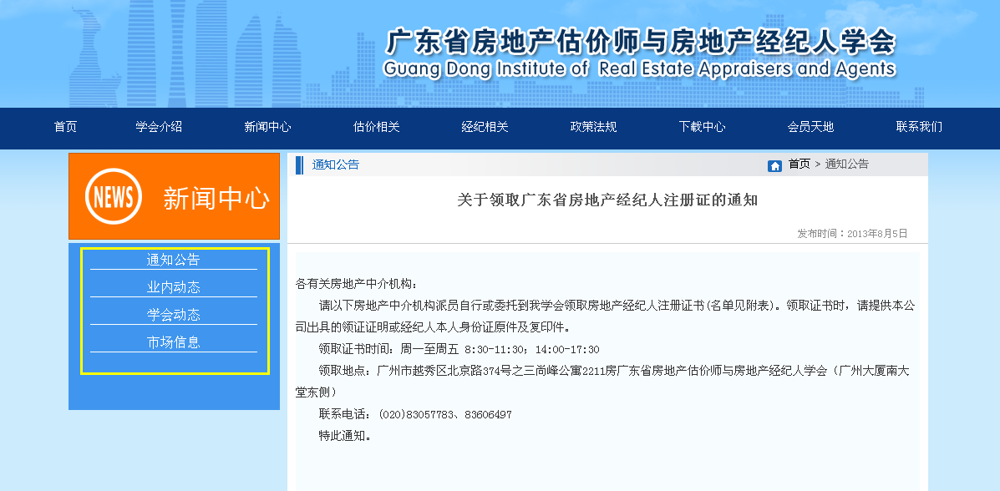 广东省房地产估价师与房地产经纪人学会
Guang Dong Institute of Real Estate Appraisers and Agents
首页 学会介绍 新闻中心 估价相关 经纪相关 政策法规 下载中心 会员天地 联系我们
NEWS 新闻中心
通知公告
业内动态
学会动态
市场信息
通知公告
首页 > 通知公告
关于领取广东省房地产经纪人注册证的通知
发布时间：2013年8月5日
各有关房地产中介机构：
请以下房地产中介机构派员自行或委托到我学会领取房地产经纪人注册证书(名单见附表)。领取证书时，请提供本公
司出具的领证证明或经纪人本人身份证原件及复印件。
领取证书时间：周一至周五 8:30-11:30；14:00-17:30
领取地点：广州市越秀区北京路374号之三尚峰公寓2211房广东省房地产估价师与房地产经纪人学会（广州大厦南大
堂东侧）
联系电话：(020)83057783、83606497
特此通知。